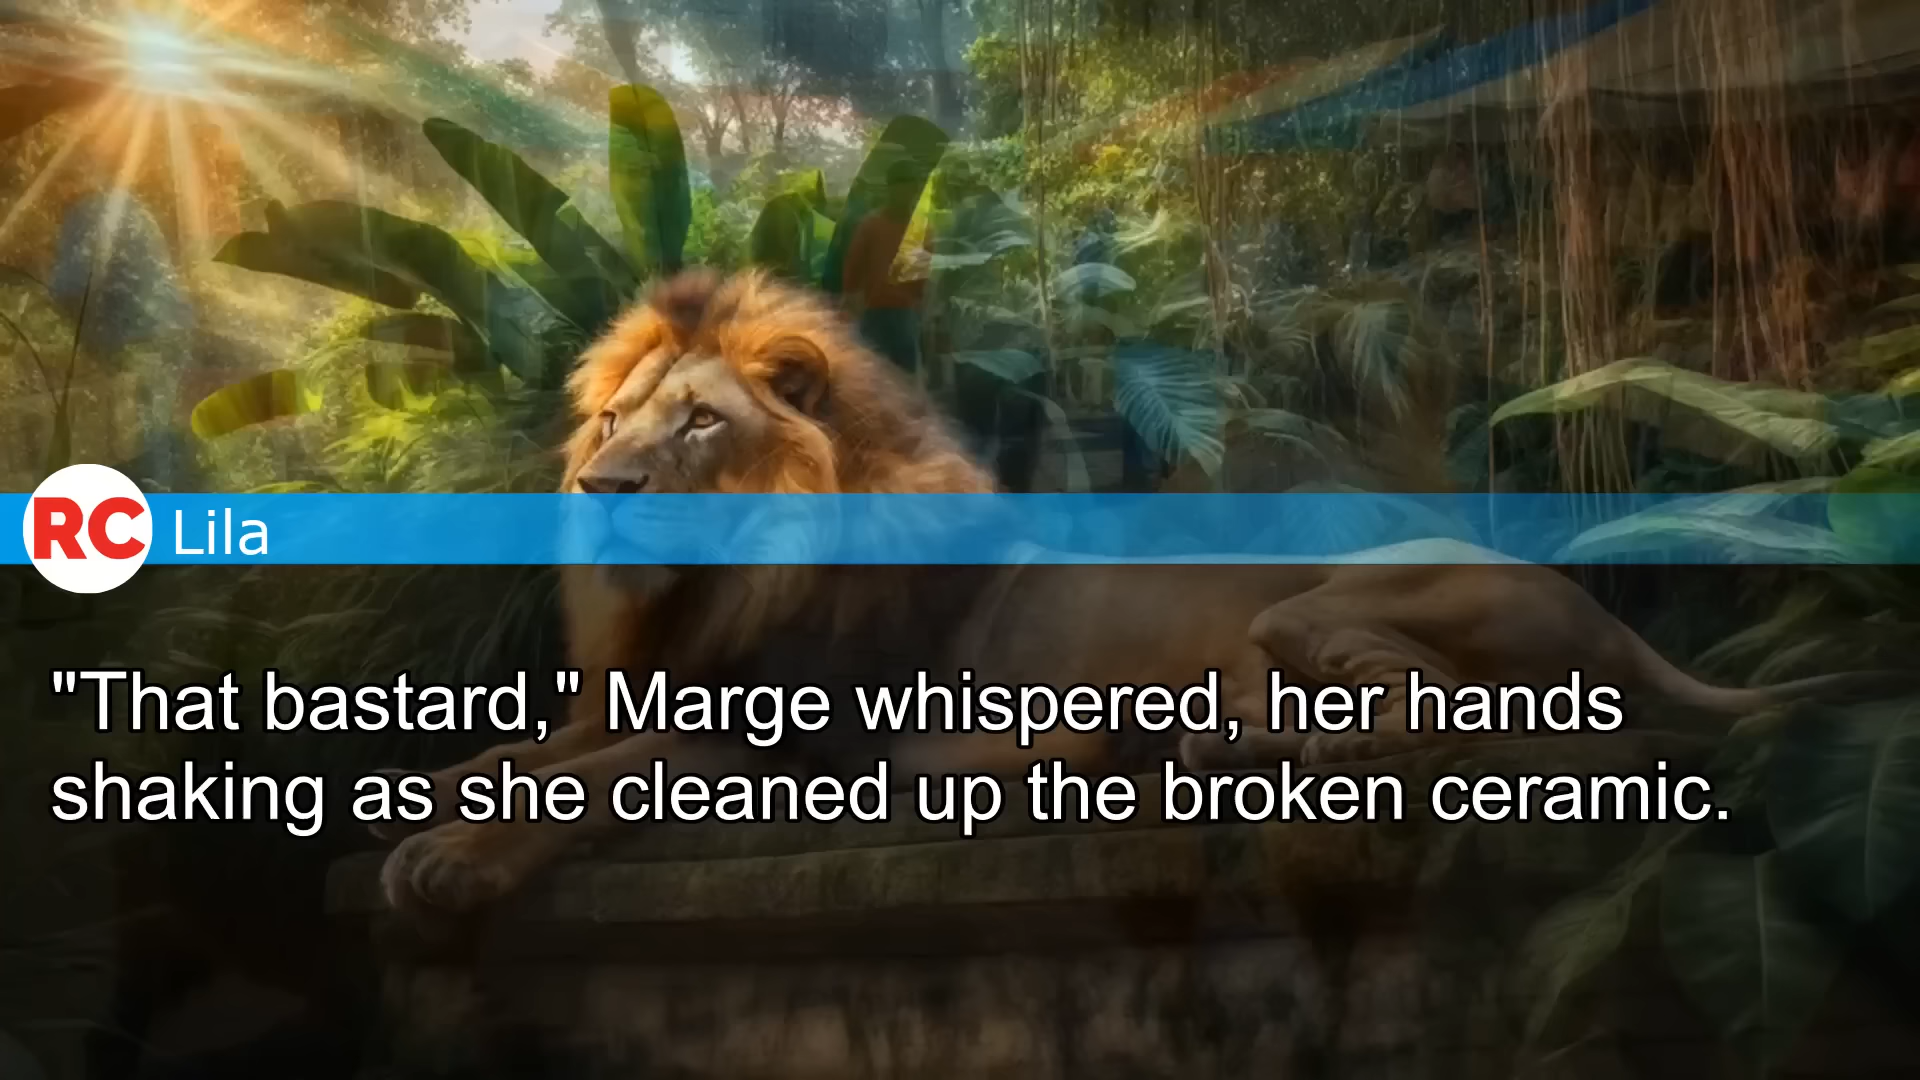 RC Lila
"That bastard," Marge whispered, her hands
shaking as she cleaned up the broken ceramic.